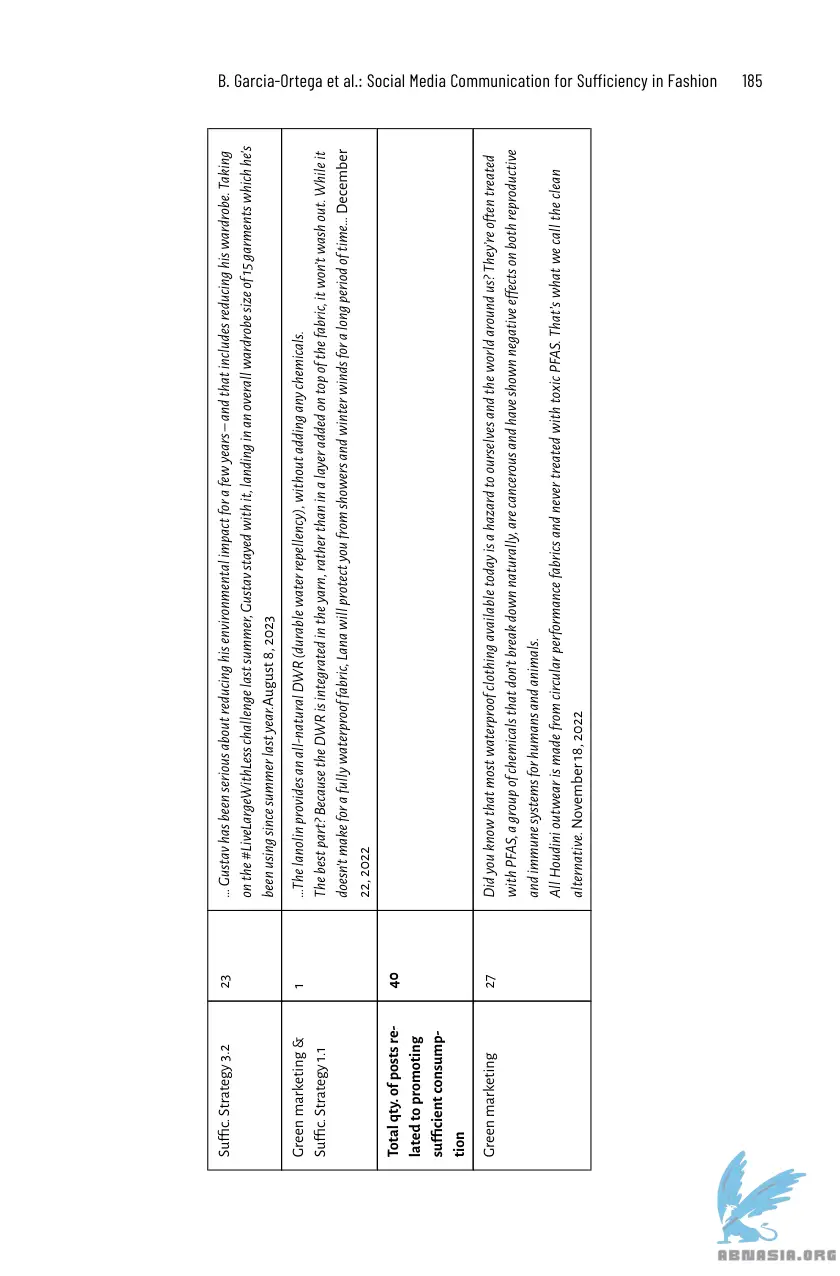 B. Garcia-Ortega et al.: Social Media Communication for Sufficiency in Fashion 185
Suffic. Strategy 3.2
23
... Gustav has been serious about reducing his environmental impact for a few years – and that includes reducing his wardrobe. Taking
on the #LiveLargeWithLess challenge last summer, Gustav stayed with it, landing in an overall wardrobe size of 15 garments which he's
been using since summer last year.August 8, 2023
Green marketing &
Suffic. Strategy 1.1
1
...The lanolin provides an all-natural DWR (durable water repellency), without adding any chemicals.
The best part? Because the DWR is integrated in the yarn, rather than in a layer added on top of the fabric, it won't wash out. While it
doesn't make for a fully waterproof fabric, Lana will protect you from showers and winter winds for a long period of time... December
22, 2022
Total qty. of posts re-
lated to promoting
sufficient consump-
tion
40
Green marketing
27
Did you know that most waterproof clothing available today is a hazard to ourselves and the world around us? They're often treated
with PFAS, a group of chemicals that don't break down naturally, are cancerous and have shown negative effects on both reproductive
and immune systems for humans and animals.
All Houdini outwear is made from circular performance fabrics and never treated with toxic PFAS. That's what we call the clean
alternative. November 18, 2022
ABNASIA.ORG